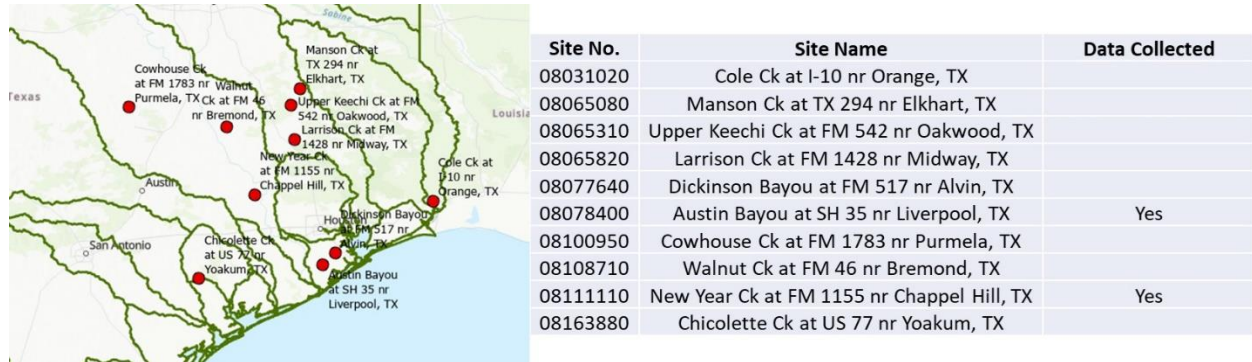 Sabine
Manson Ck at
TX 294 nr
Elkhart, TX
Cowhouse Ck
at FM 1783 nr
Purmela, TX
Walnut
Ck at FM 46
nr Bremond, TX
Upper Keechi Ck at FM
542 nr Oakwood, TX
Larrison Ck at FM
1428 nr Midway, TX
Texas
Louisia
New Year Ck
at FM 1155 nr
Chappel Hill, TX
Cole Ck at
I-10 nr
Orange, TX
Austin
Houston
Dickinson Bayou
at FM 517 nr
Alvin, TX
San Antonio
Chicolette Ck
at US 77 nr
Yoakum, TX
Austin Bayou
at SH 35 nr
Liverpool, TX
Site No. Site Name Data Collected
08031020 Cole Ck at I-10 nr Orange, TX
08065080 Manson Ck at TX 294 nr Elkhart, TX
08065310 Upper Keechi Ck at FM 542 nr Oakwood, TX
08065820 Larrison Ck at FM 1428 nr Midway, TX
08077640 Dickinson Bayou at FM 517 nr Alvin, TX
08078400 Austin Bayou at SH 35 nr Liverpool, TX Yes
08100950 Cowhouse Ck at FM 1783 nr Purmela, TX
08108710 Walnut Ck at FM 46 nr Bremond, TX
08111110 New Year Ck at FM 1155 nr Chappel Hill, TX Yes
08163880 Chicolette Ck at US 77 nr Yoakum, TX